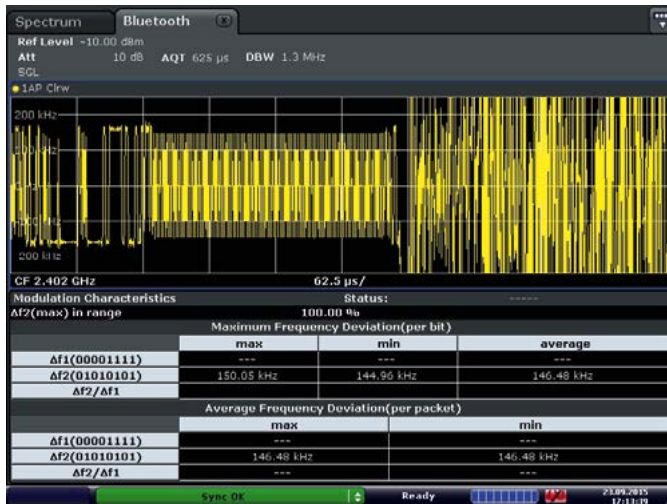 Spectrum Bluetooth X
Ref Level -10.00 dBm
Att 10 dB AQT 625 µs DBW 1.3 MHz
SGL
1AP Clrw
200 kHz
200 kHz
CF 2.402 GHz 62.5 µs/
Modulation Characteristics Status: -----
Δf2(max) in range 100.00 %
Maximum Frequency Deviation(per bit)
max min average
Δf1(00001111) --- --- ---
Δf2(01010101) 150.05 kHz 144.96 kHz 146.48 kHz
Δf2/Δf1
Average Frequency Deviation(per packet)
max min
Δf1(00001111) --- ---
Δf2(01010101) 146.48 kHz 146.48 kHz
Δf2/Δf1 --- ---
Sync OK Ready 23.09.2015
17:13:39